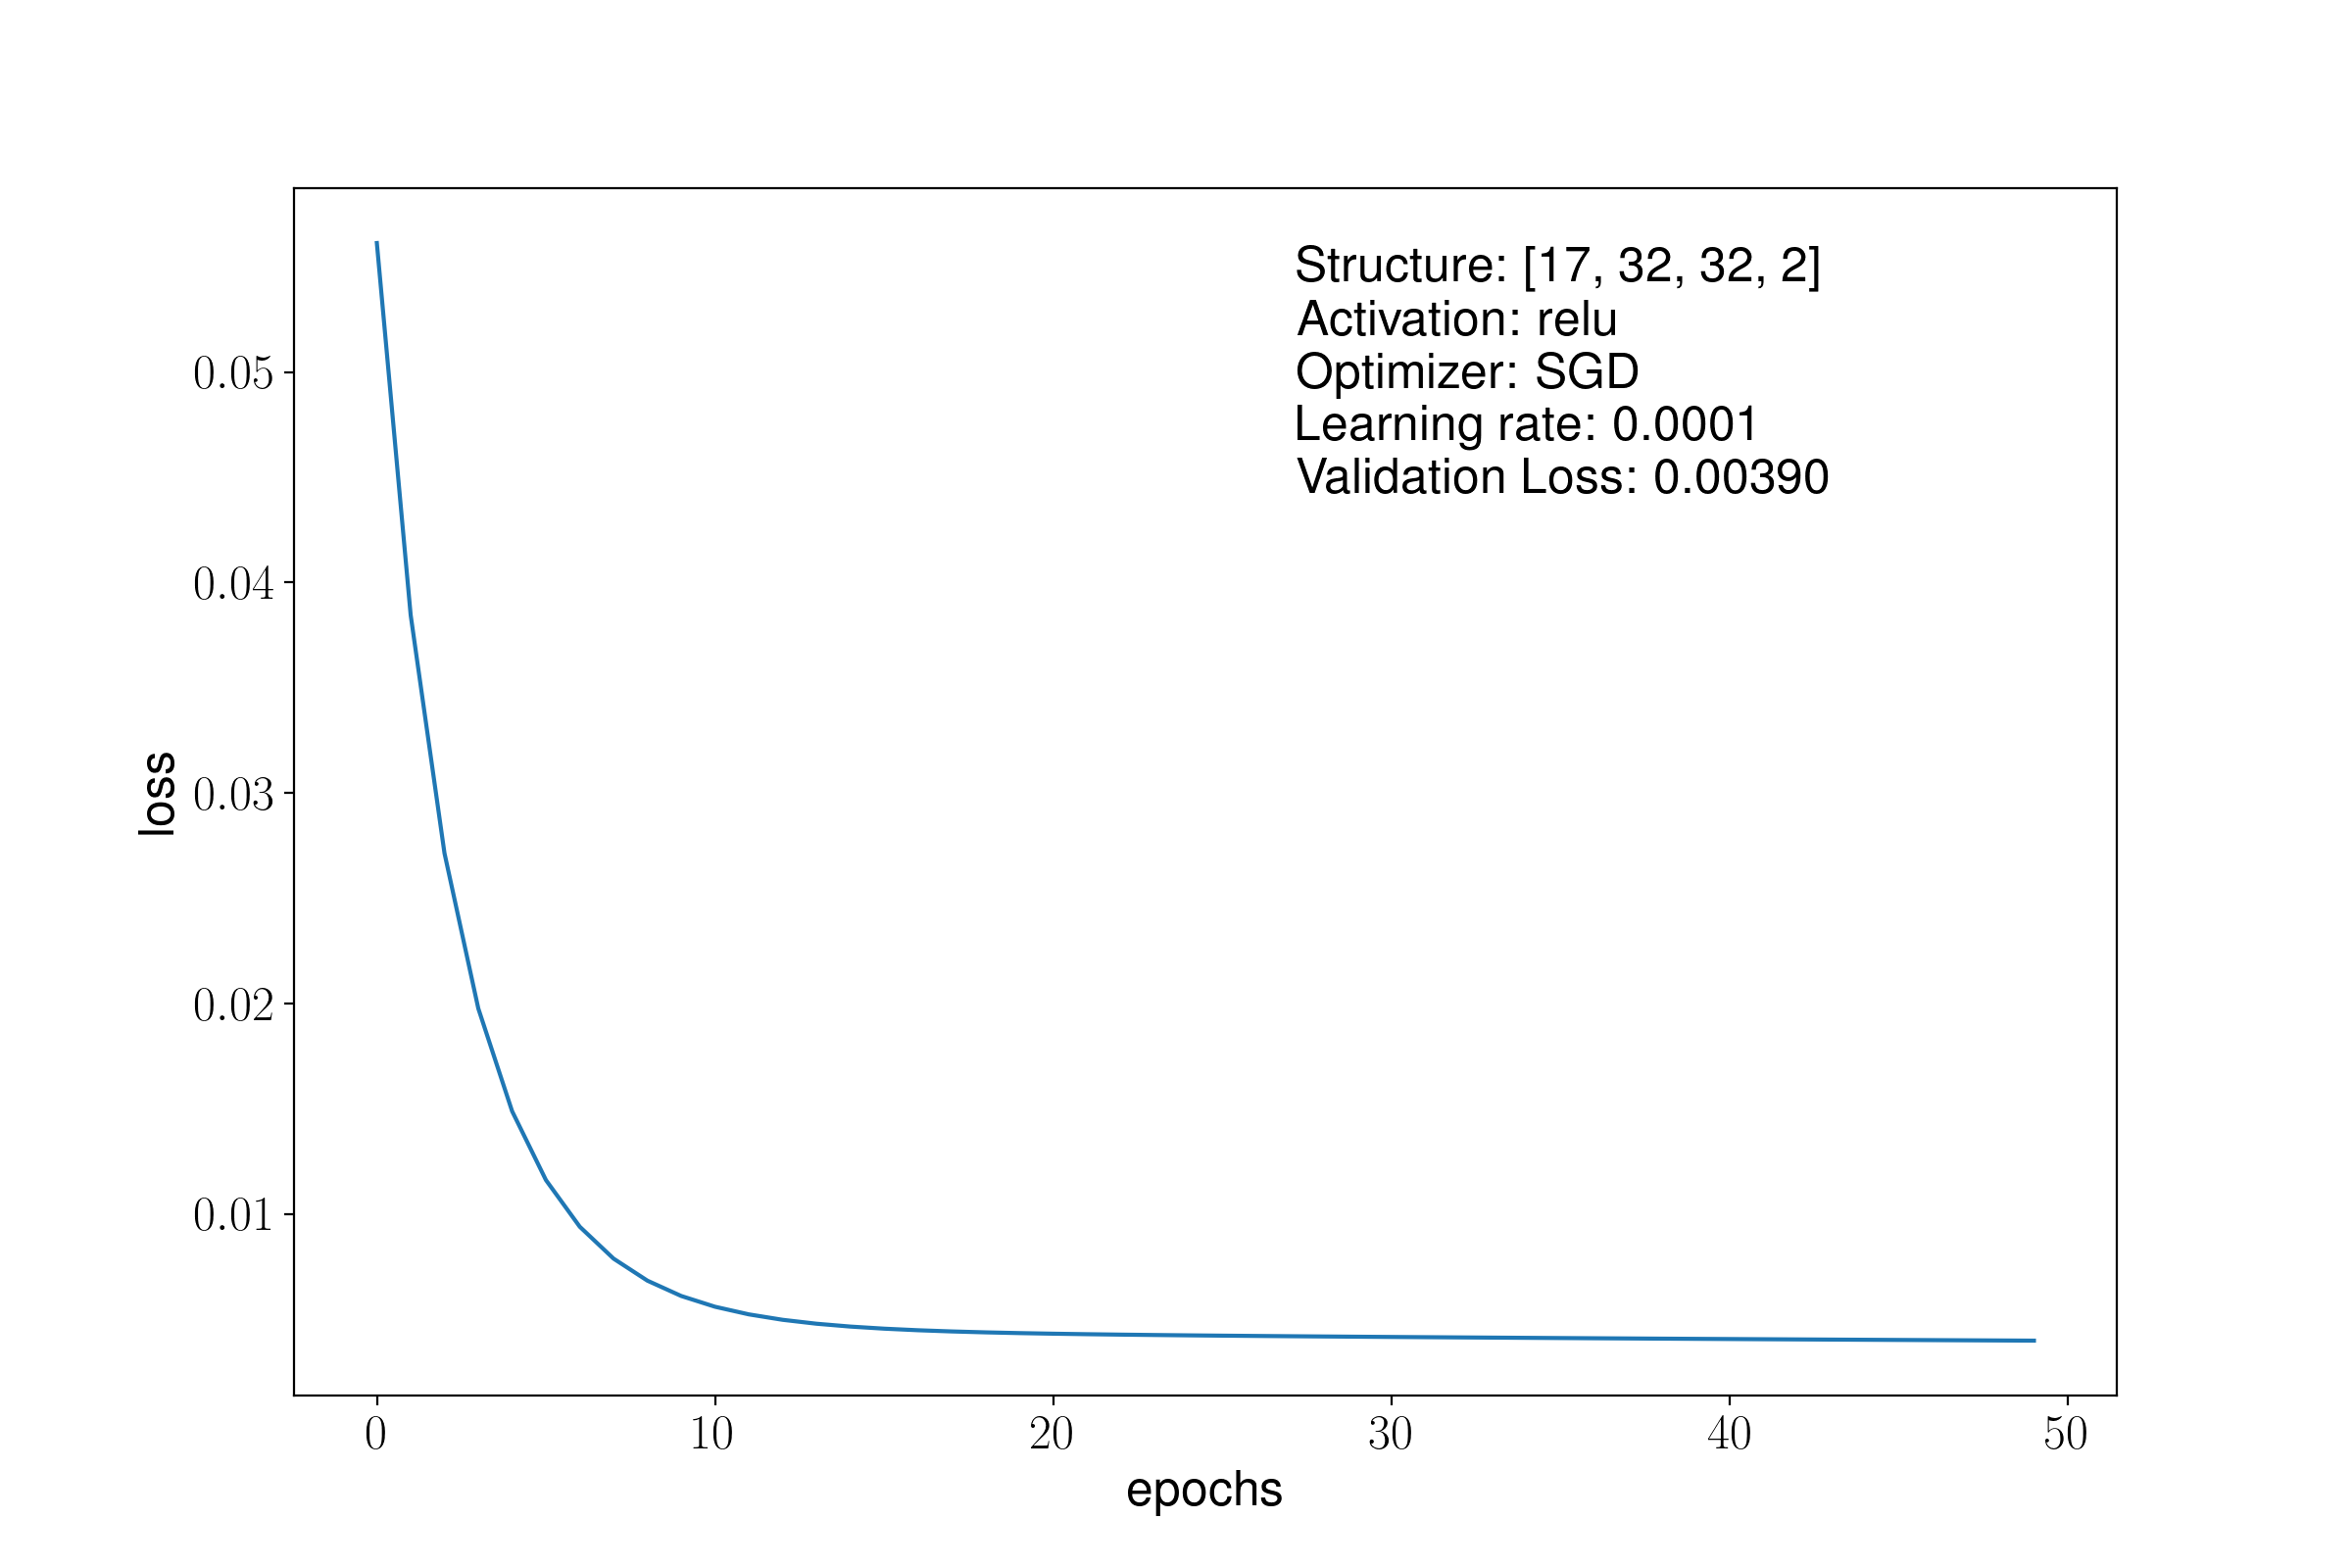 Structure: [17, 32, 32, 2]
Activation: relu
Optimizer: SGD
Learning rate: 0.0001
Validation Loss: 0.00390
0.05
0.04
0.03
0.02
0.01
loss
0 10 20 30 40 50
epochs